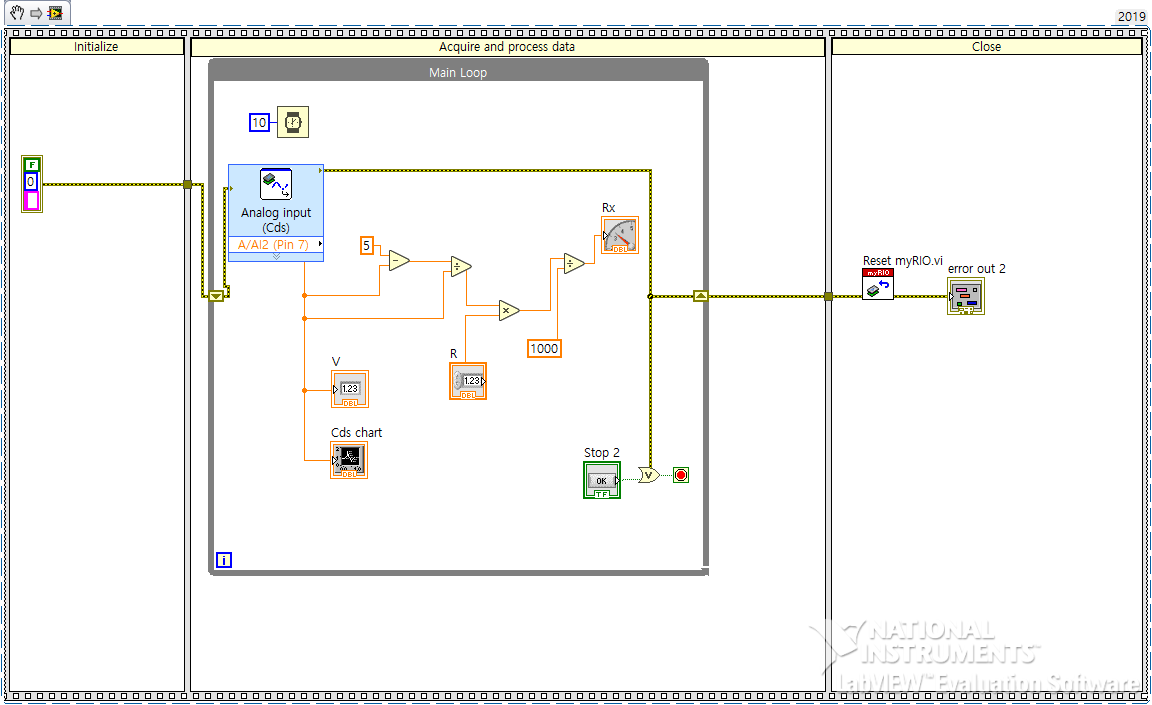 2019
Initialize
Acquire and process data
Close
Main Loop
10
F
0
Analog input
(Cds)
A/AI2 (Pin 7)
5
Rx
DBL
Reset myRIO.vi
myRIO
error out 2
1000
R
1.23
DBL
V
1.23
DBL
Cds chart
DBL
Stop 2
OK
TF
V
i
NATIONAL
INSTRUMENTS™
LabVIEW™ Evaluation Software